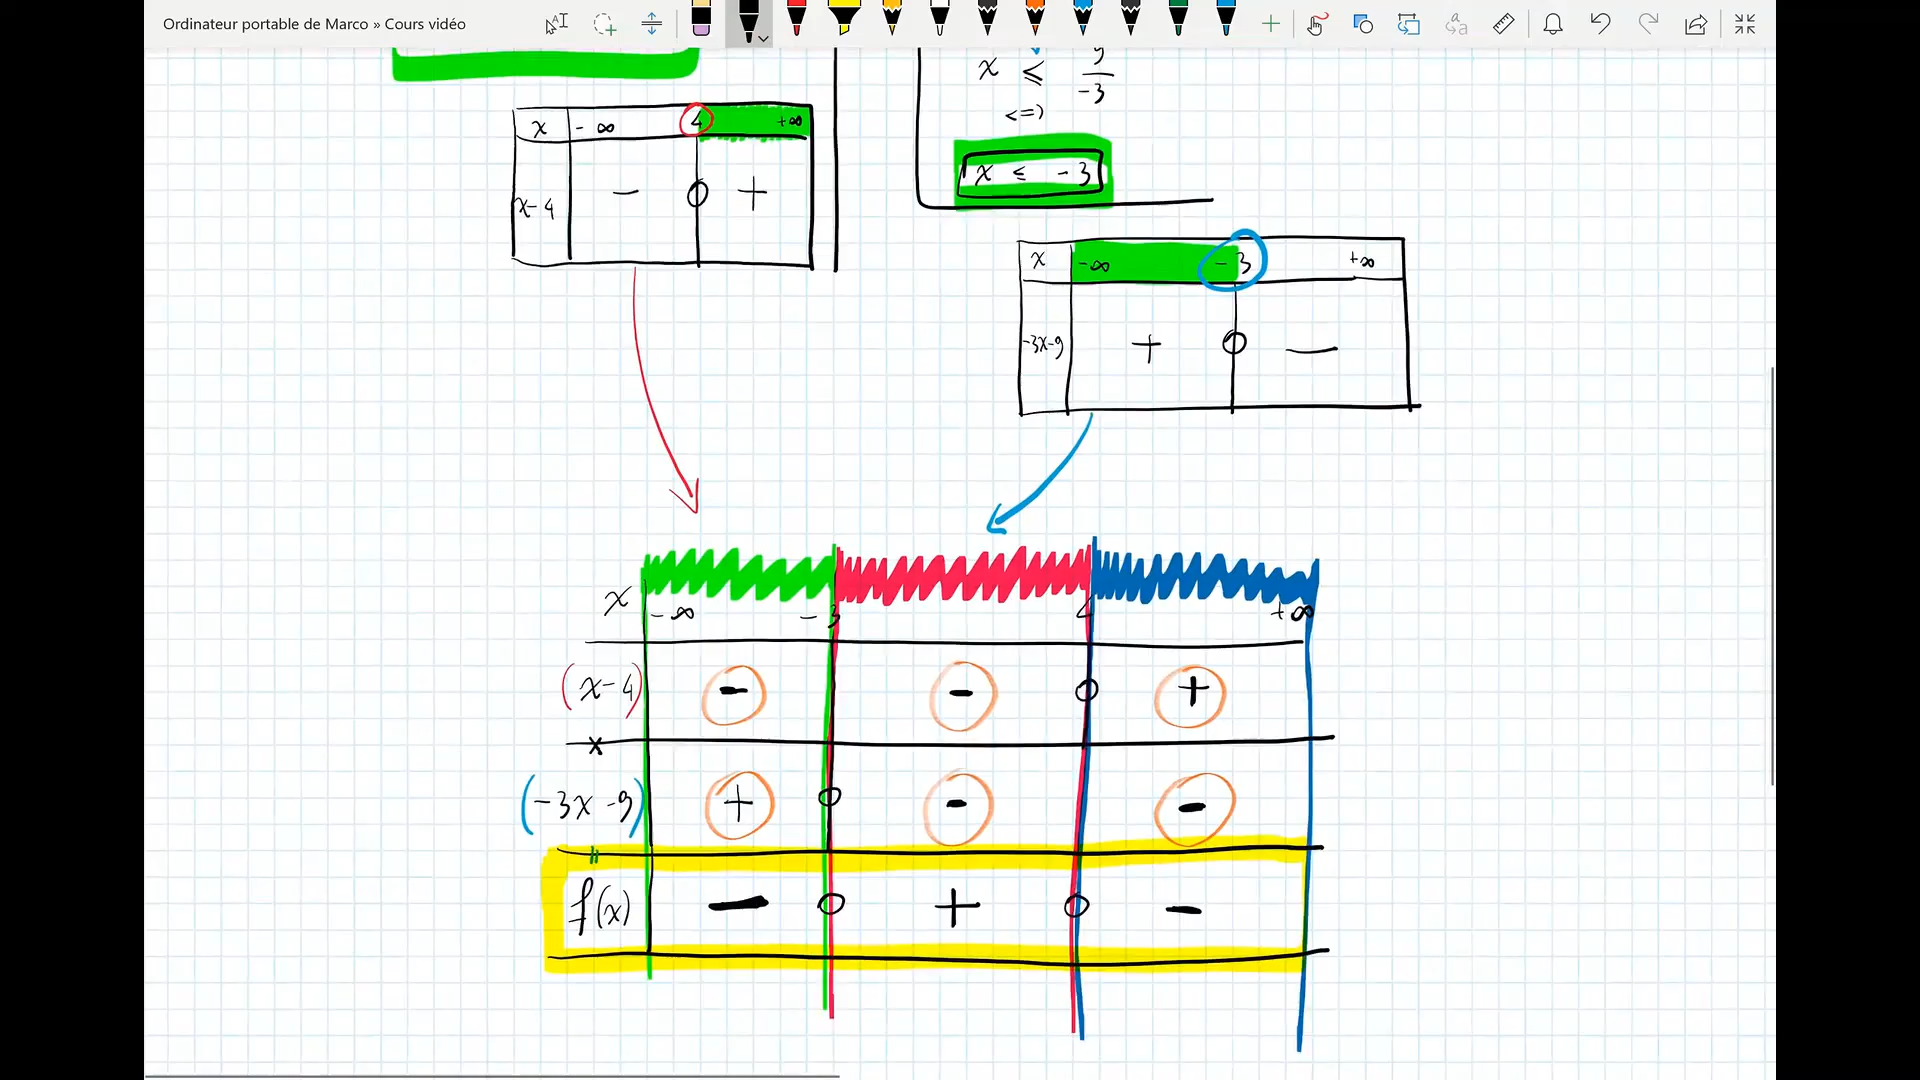 Ordinateur portable de Marco » Cours vidéo
x ≤ 9/-3
<=>
x ≤ -3
x -∞ 4 +∞
x-4 - 0 +
x -∞ -3 +∞
-3x-9 + 0 -
x -∞ -3 4 +∞
(x-4) - - 0 +
x
(-3x-9) + 0 - -
=
f(x) - 0 + 0 -